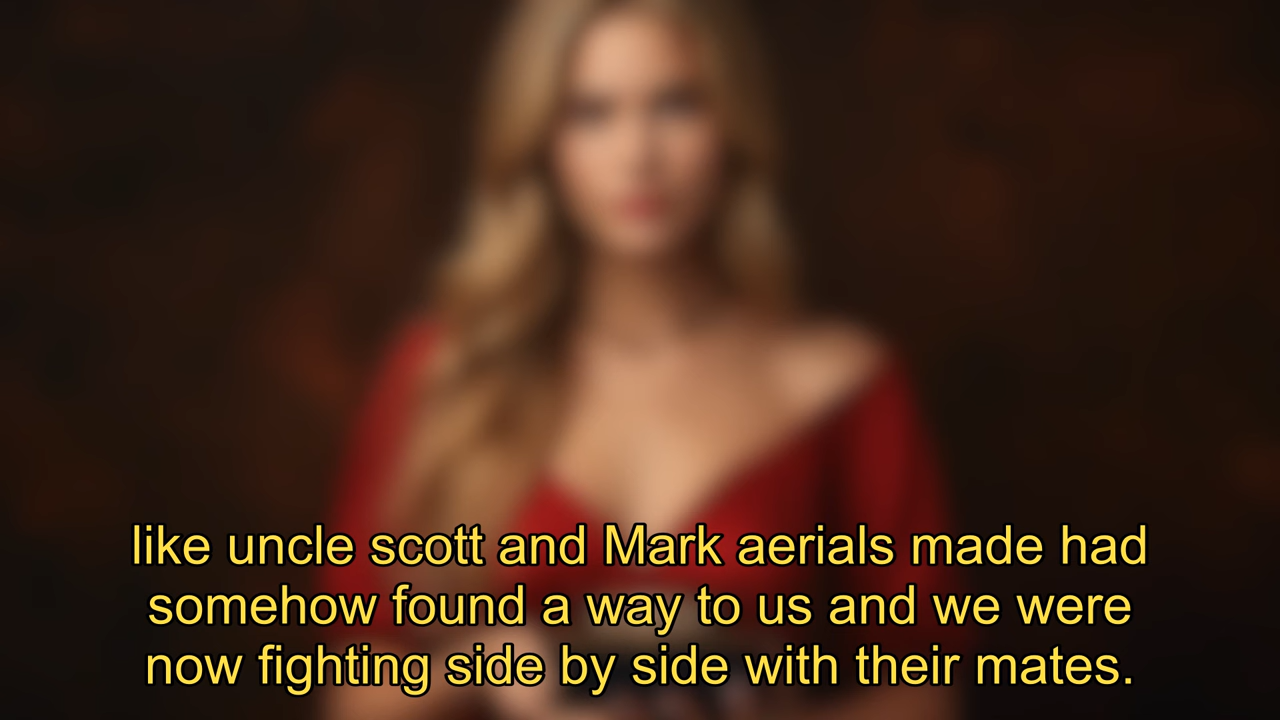 like uncle scott and Mark aerials made had
somehow found a way to us and we were
now fighting side by side with their mates.